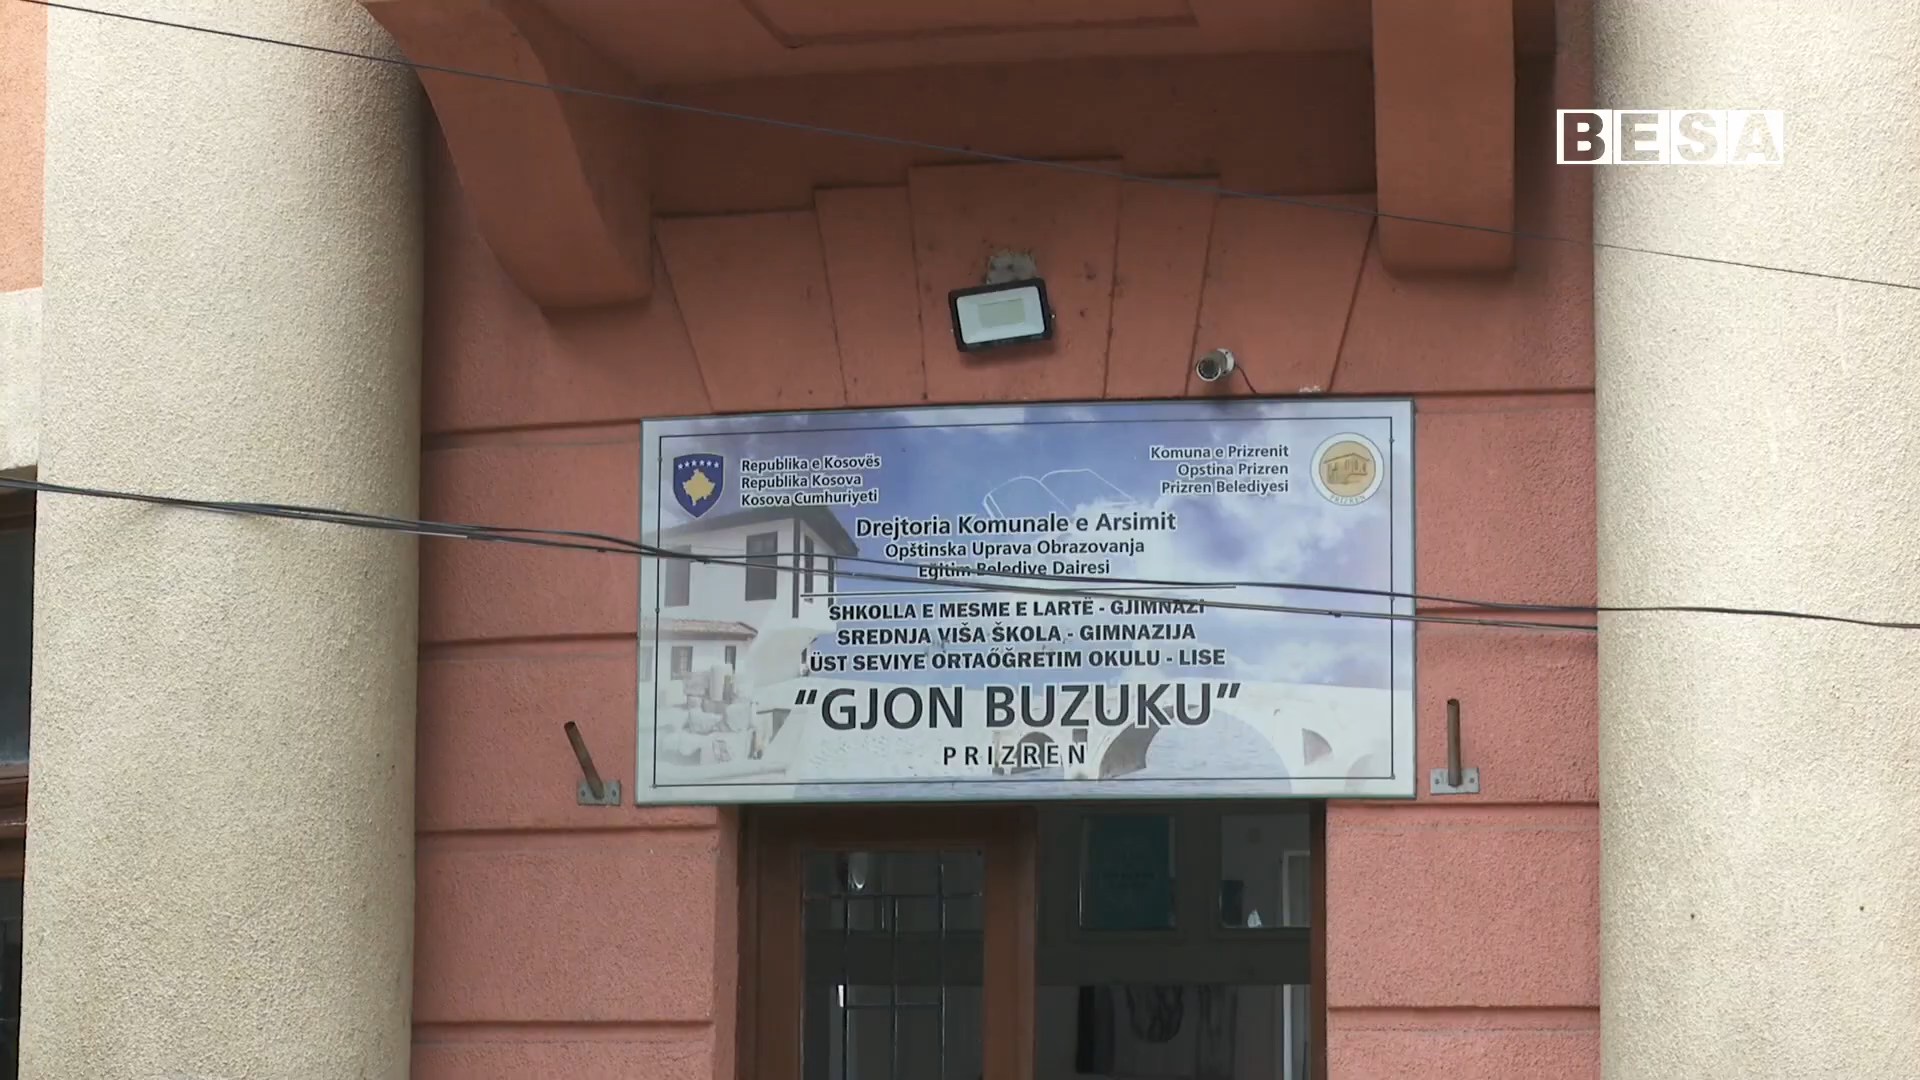 BESA
Republika e Kosovës
Republika Kosova
Kosova Cumhuriyeti
Komuna e Prizrenit
Opstina Prizren
Prizren Belediyesi
PRIZREN
Drejtoria Komunale e Arsimit
Opštinska Uprava Obrazovanja
Eğitim Belediye Dairesi
SHKOLLA E MESME E LARTË - GJIMNAZI
SREDNJA VIŠA ŠKOLA - GIMNAZIJA
ÜST SEVIYE ORTAÖĞRETIM OKULU - LISE
"GJON BUZUKU"
PRIZREN